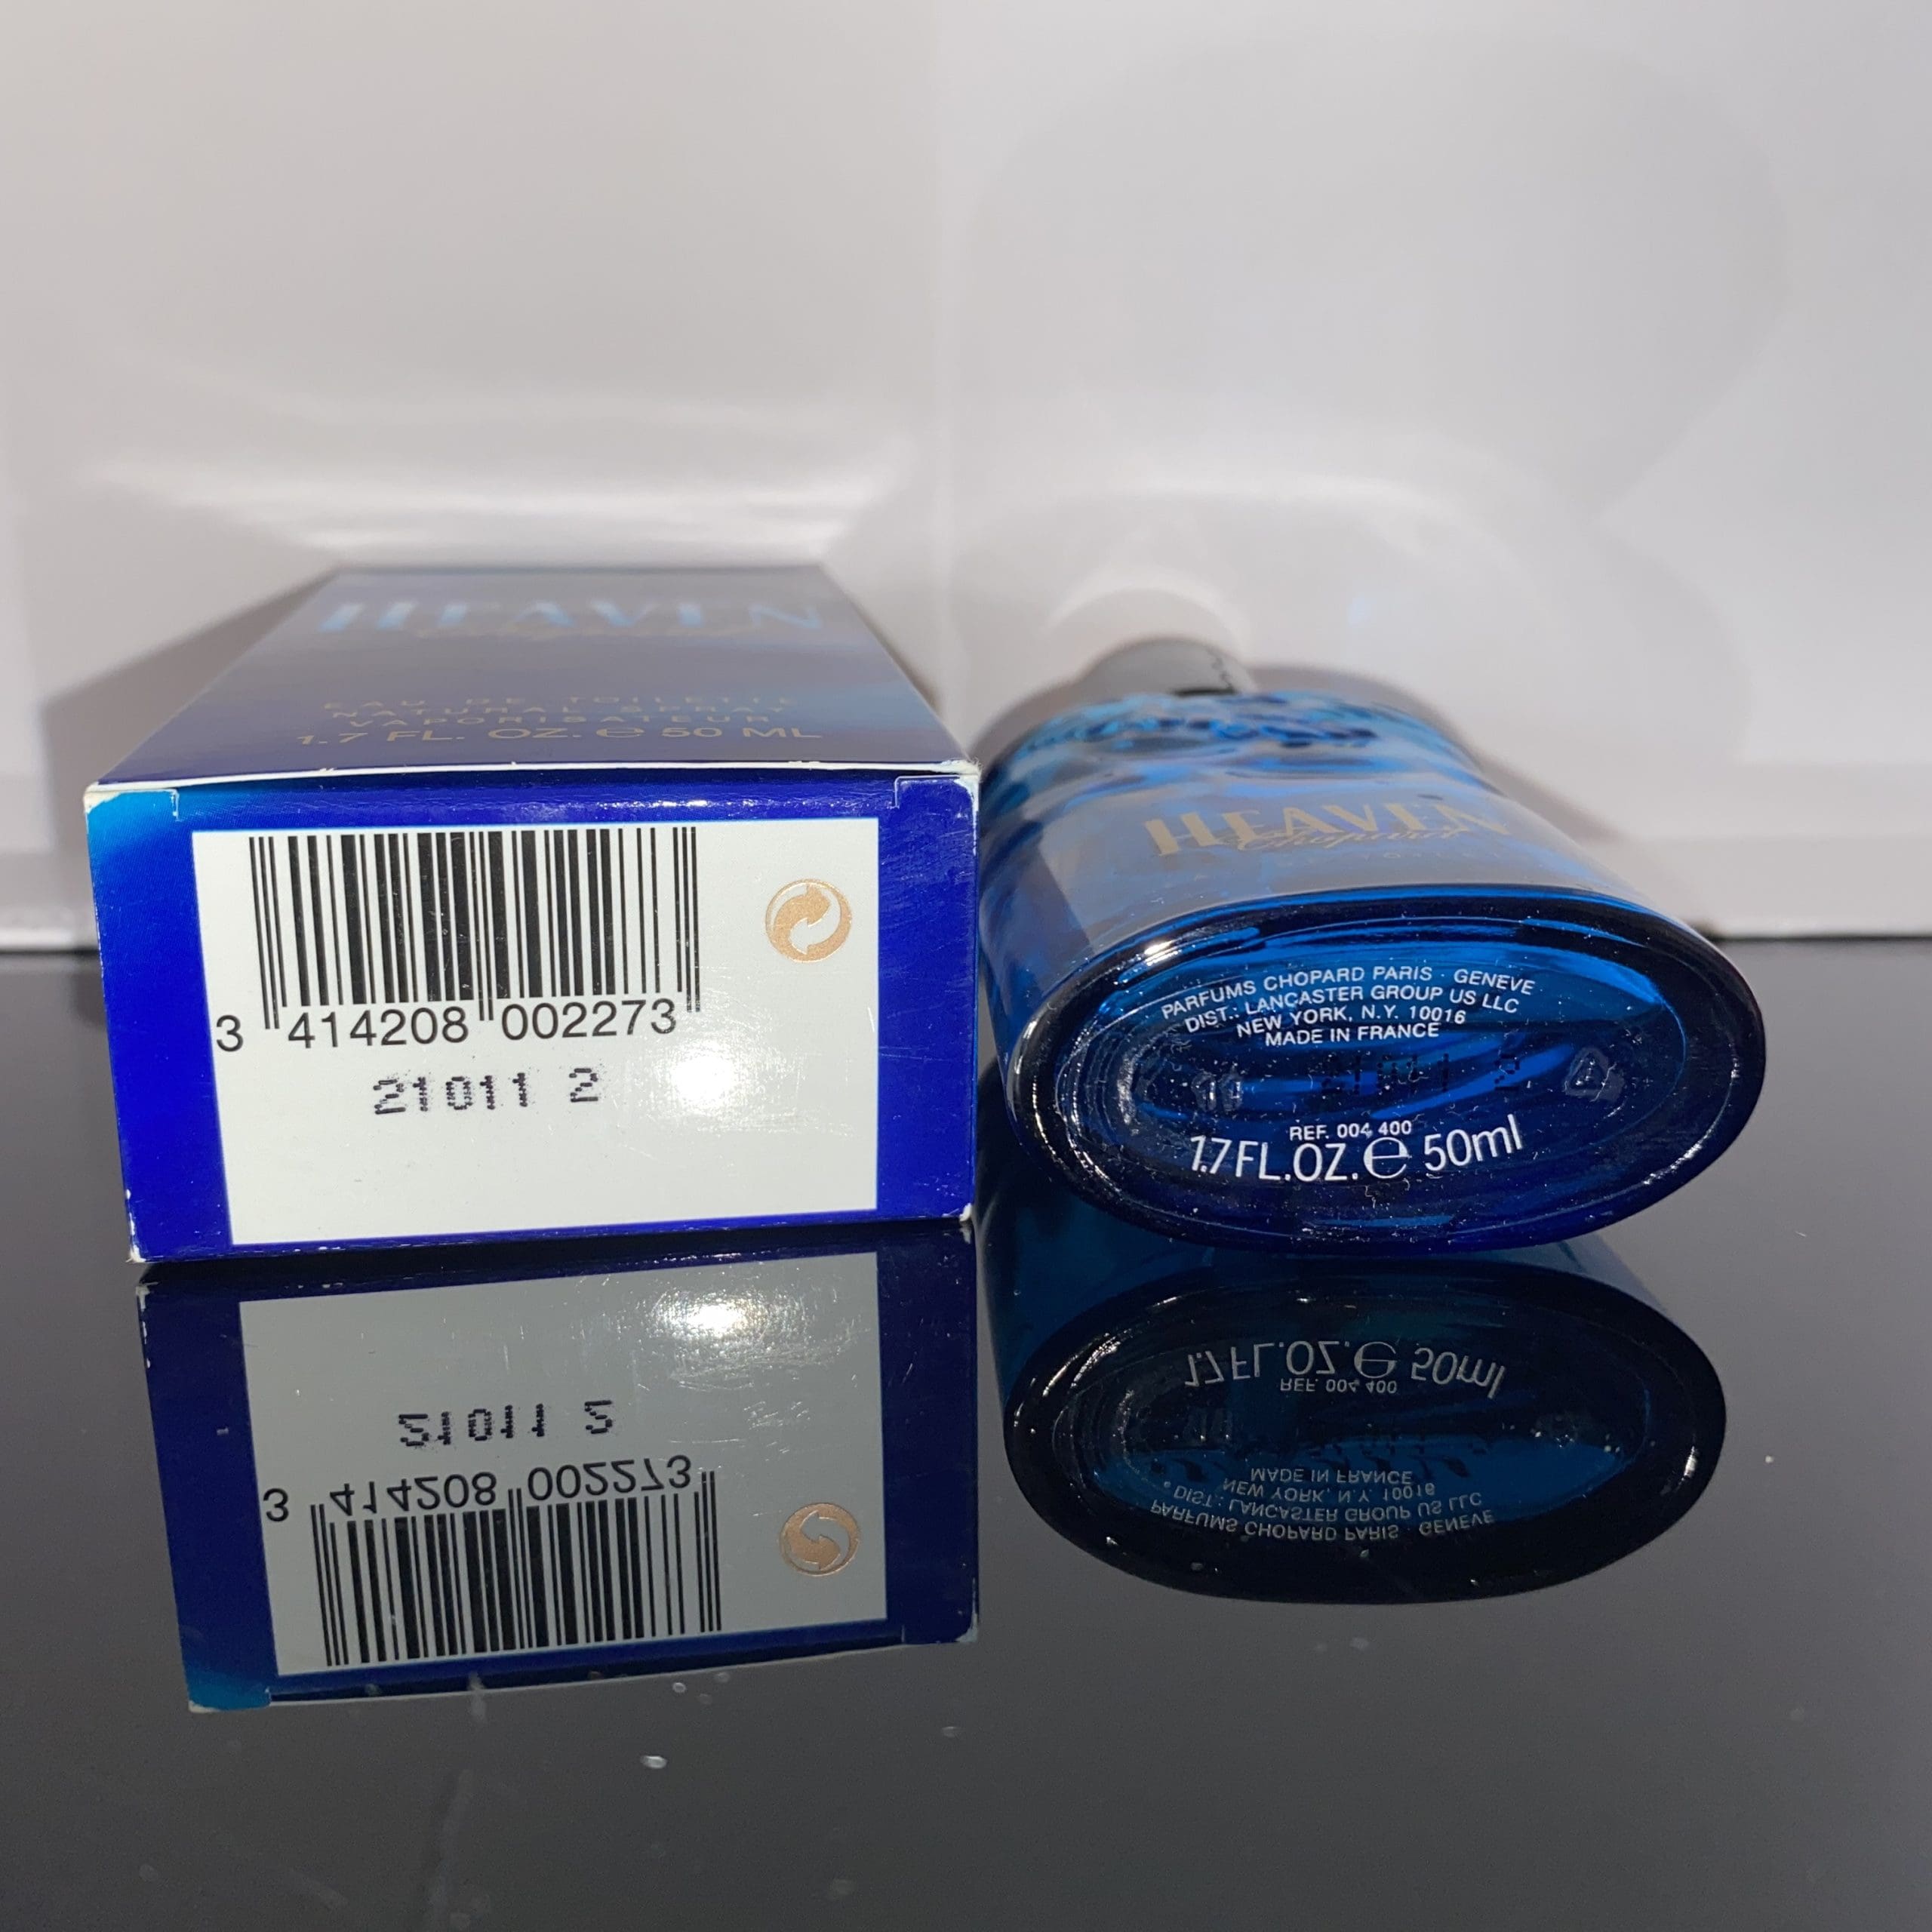 HEAVEN
Chopard
EAU DE TOILETTE
NATURAL SPRAY
VAPORISATEUR
1.7 FL. OZ. e 50 ML
3 414208 002273
21011 2
HEAVEN
Chopard
PARFUMS CHOPARD PARIS · GENEVE
DIST.: LANCASTER GROUP US LLC
NEW YORK, N.Y. 10016
MADE IN FRANCE
REF. 004 400
1.7 FL.OZ. e 50ml